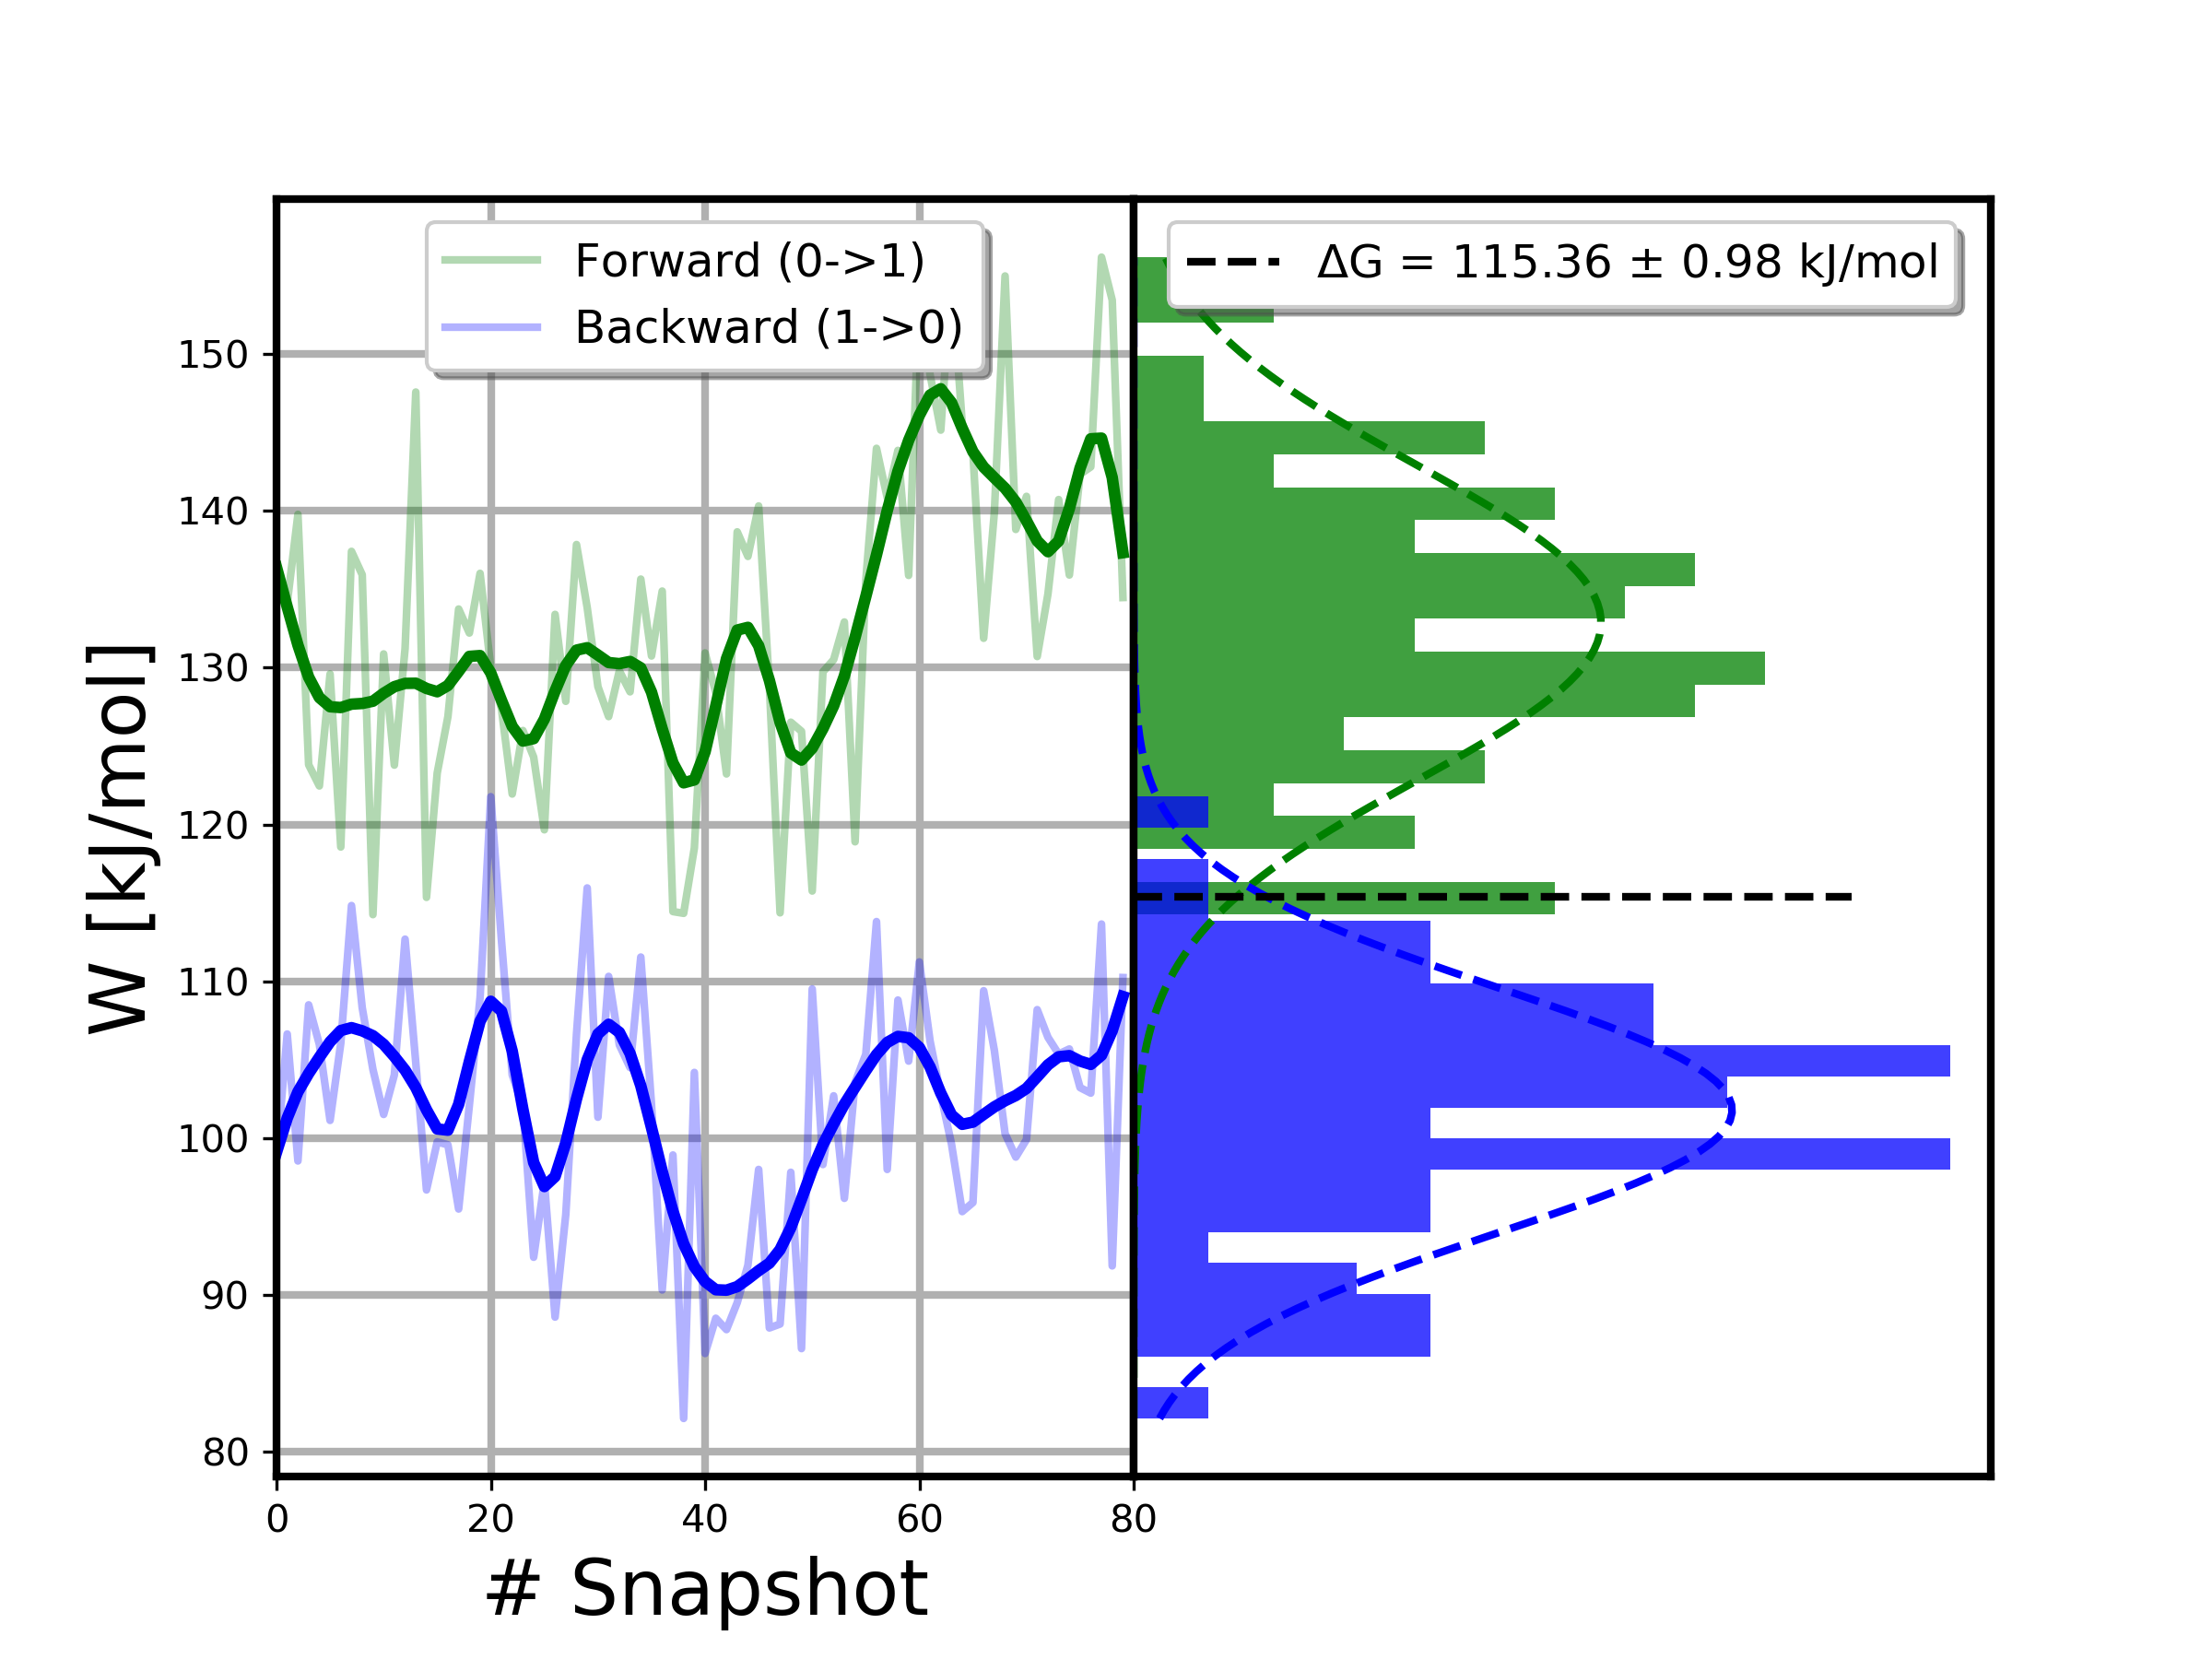 Forward (0->1)
Backward (1->0)
ΔG = 115.36 ± 0.98 kJ/mol
W [kJ/mol]
150
140
130
120
110
100
90
80
0 20 40 60 80
# Snapshot